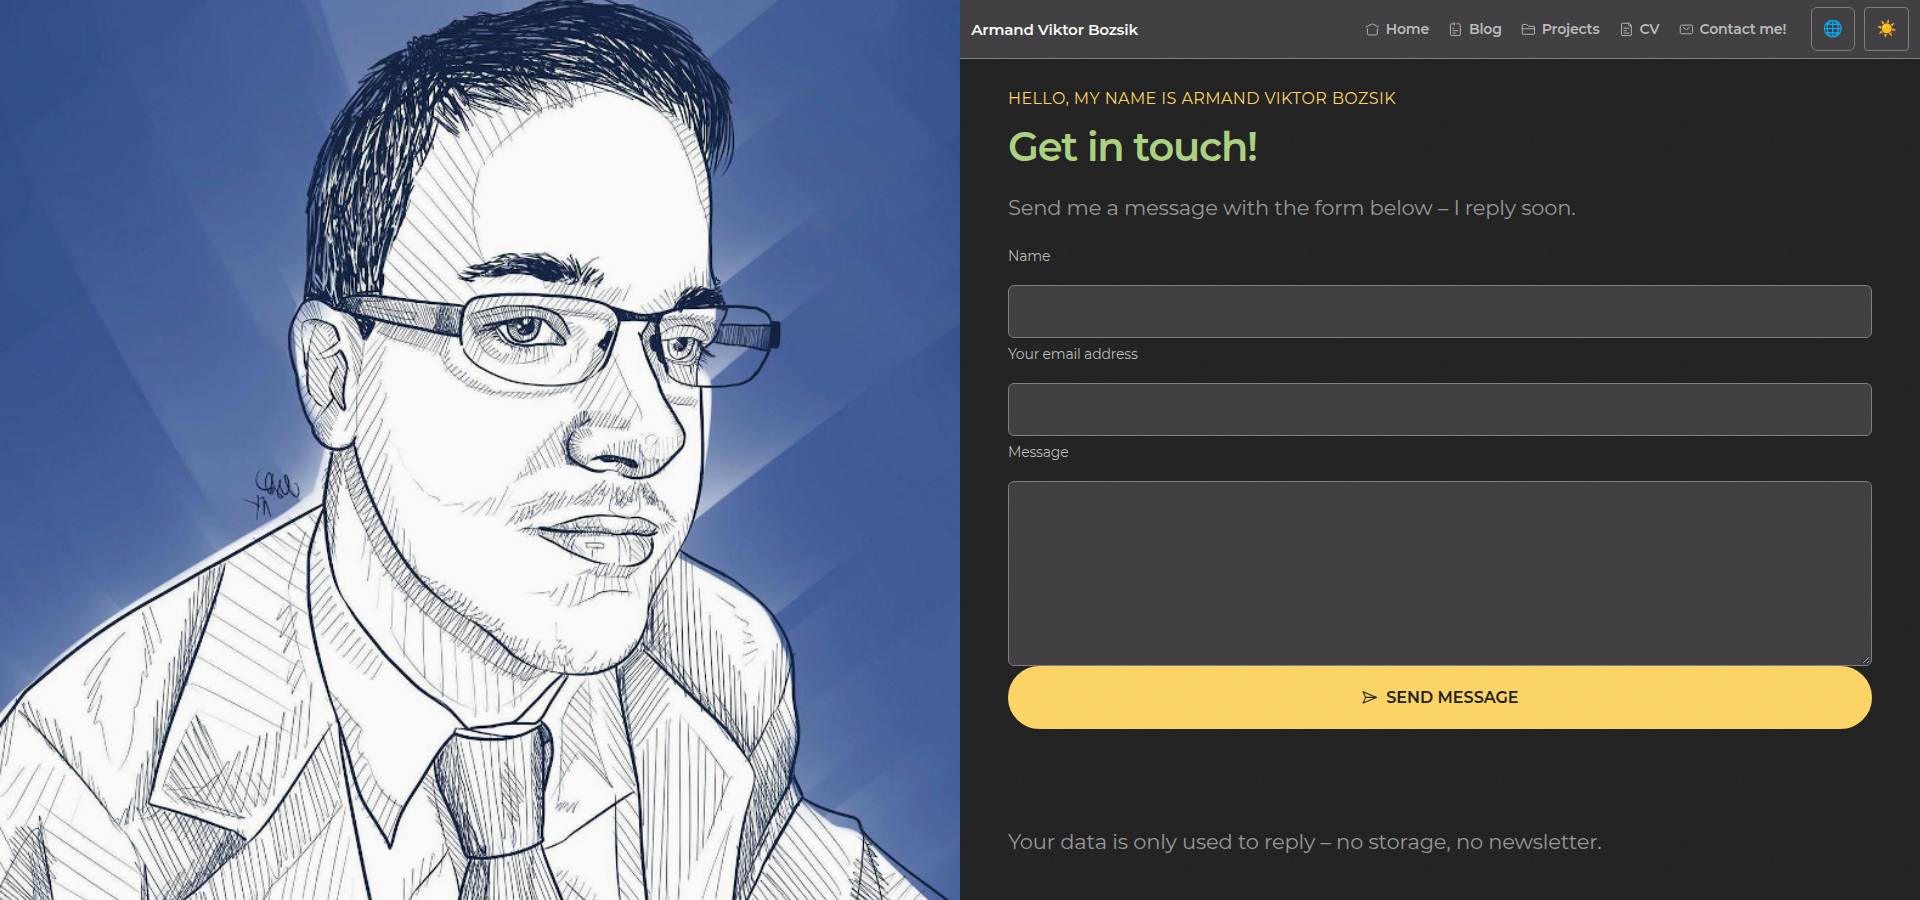 Armand Viktor Bozsik
Home Blog Projects CV Contact me!
HELLO, MY NAME IS ARMAND VIKTOR BOZSIK
Get in touch!
Send me a message with the form below – I reply soon.
Name
Your email address
Message
SEND MESSAGE
Your data is only used to reply – no storage, no newsletter.